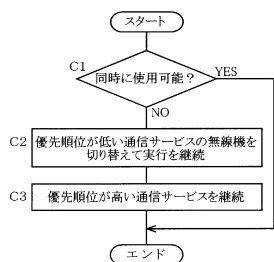 スタート
C1
同時に使用可能?
YES
NO
C2
優先順位が低い通信サービスの無線機を
切り替えて実行を継続
C3
優先順位が高い通信サービスを継続
エンド